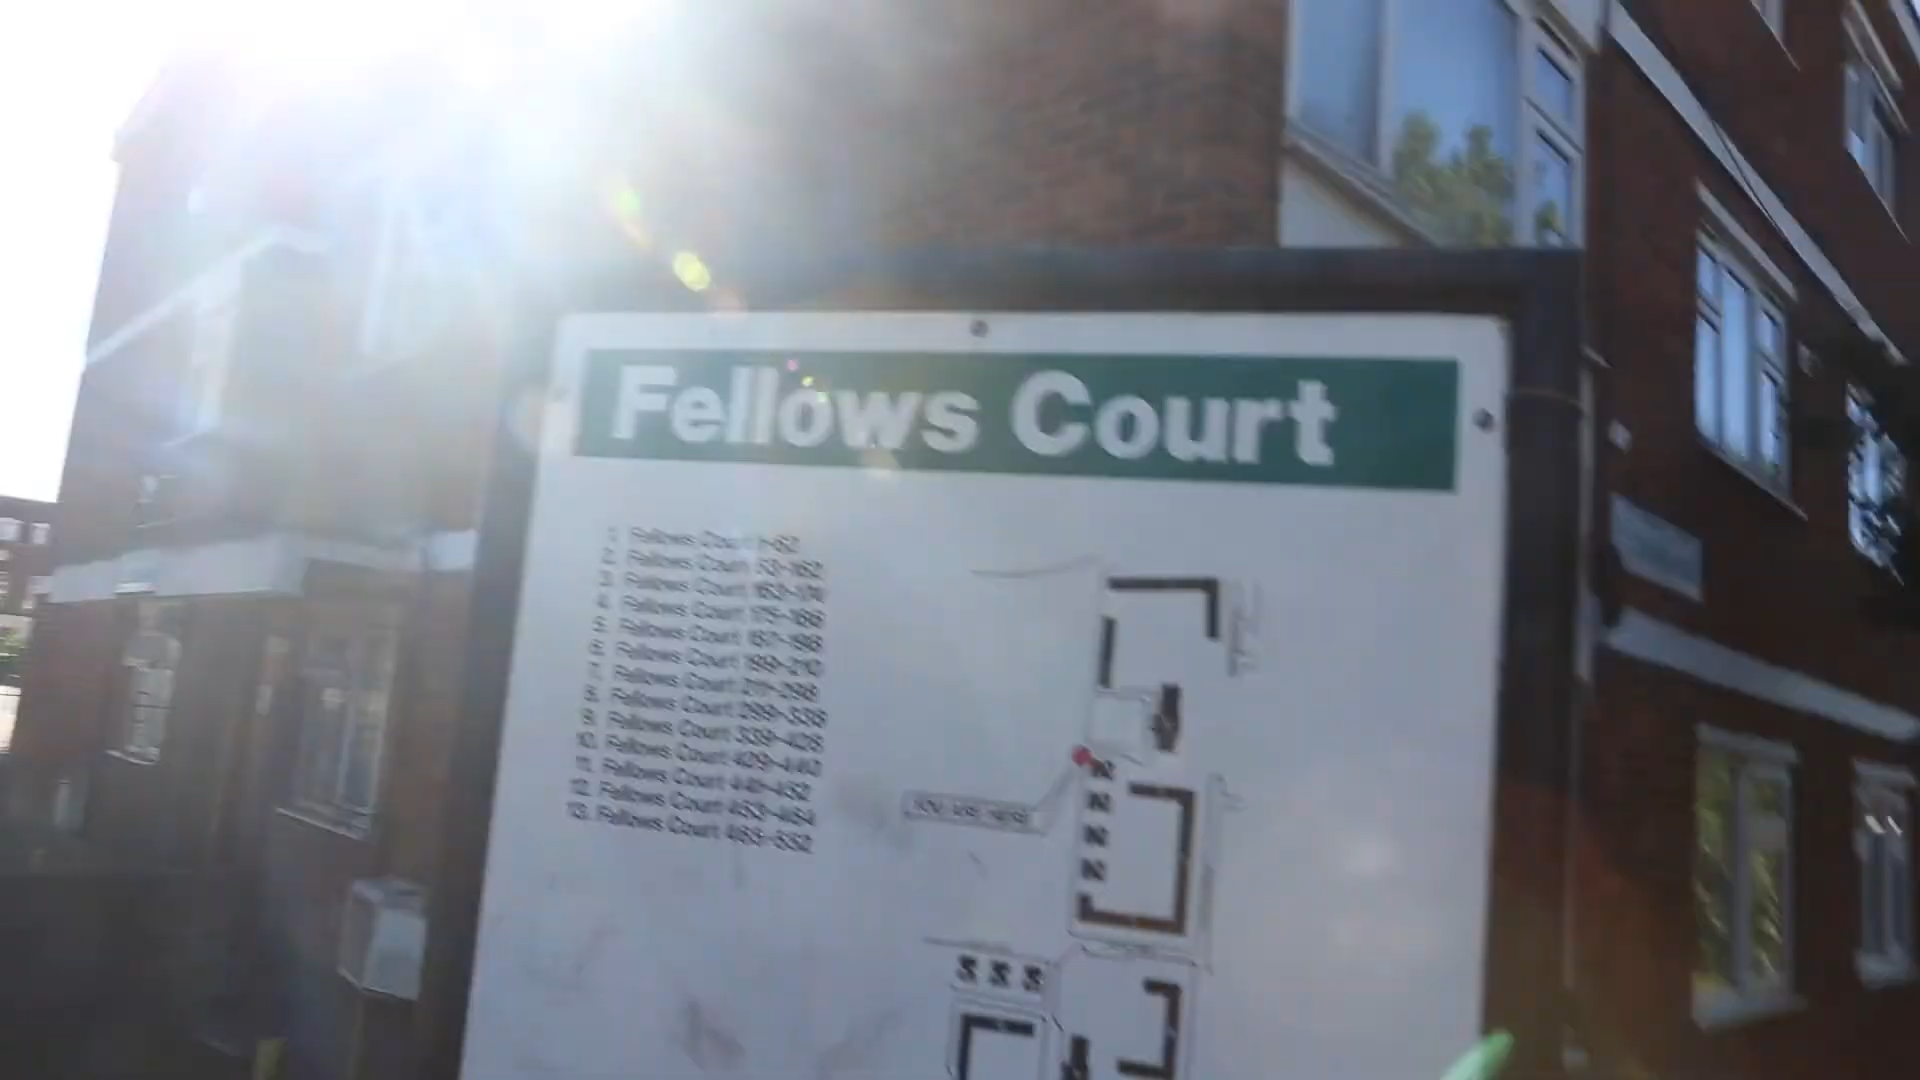 Fellows Court
1. Fellows Court 1-52
2. Fellows Court 53-162
3. Fellows Court 163-174
4. Fellows Court 175-186
5. Fellows Court 187-198
6. Fellows Court 199-210
7. Fellows Court 211-298
8. Fellows Court 299-338
9. Fellows Court 339-428
10. Fellows Court 429-440
11. Fellows Court 441-452
12. Fellows Court 453-464
13. Fellows Court 465-552